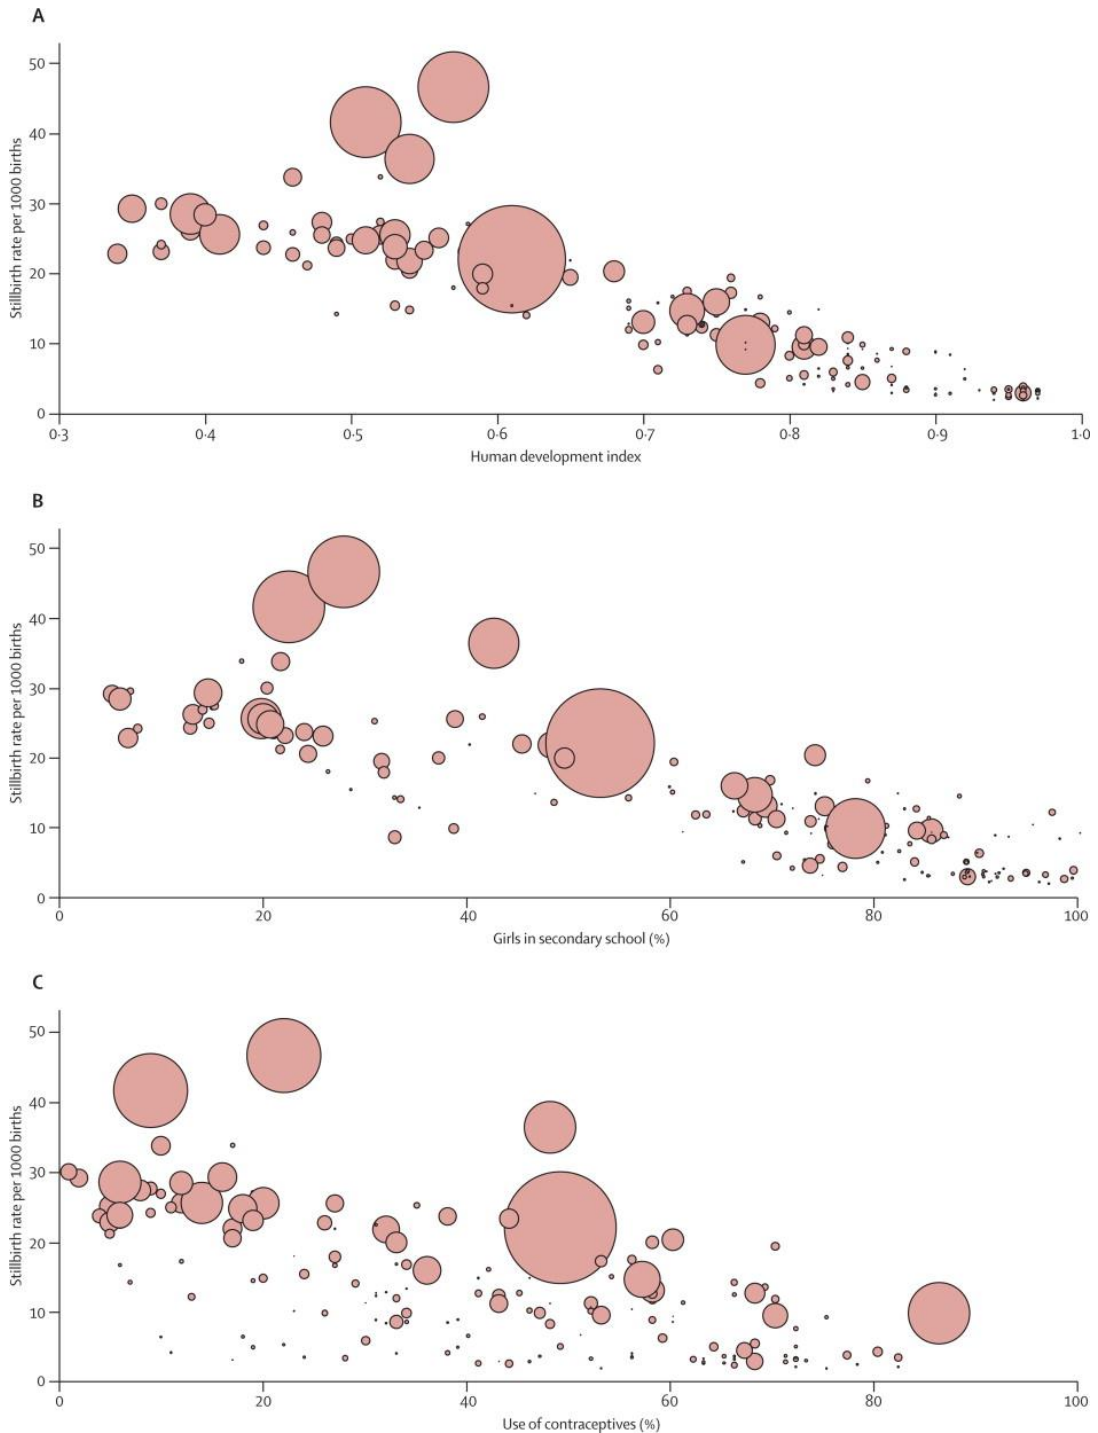 A
50
40
30
20
10
0
Stillbirth rate per 1000 births
0·3 0·4 0·5 0·6 0·7 0·8 0·9 1·0
Human development index
B
50
40
30
20
10
0
Stillbirth rate per 1000 births
0 20 40 60 80 100
Girls in secondary school (%)
C
50
40
30
20
10
0
Stillbirth rate per 1000 births
0 20 40 60 80 100
Use of contraceptives (%)